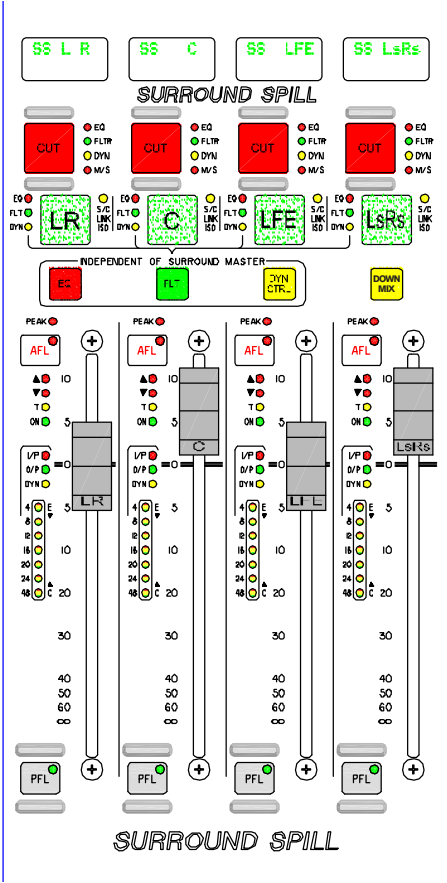 SS L R SS C SS LFE SS LsRs
SURROUND SPILL
CUT CUT CUT CUT
EQ EQ EQ EQ
FLTR FLTR FLTR FLTR
DYN DYN DYN DYN
M/S M/S M/S M/S
EQ EQ EQ EQ
FLT FLT FLT FLT
DYN DYN DYN DYN
LR C LFE LsRs
S/C S/C S/C S/C
LINK LINK LINK LINK
ISO ISO ISO ISO
INDEPENDENT OF SURROUND MASTER
EQ FLT DYN CTRL DOWN MIX
PEAK PEAK PEAK PEAK
AFL AFL AFL AFL
▲ 10 ▲ 10 ▲ 10 ▲ 10
▼ ▼ ▼ ▼
T T T T
ON 5 ON 5 ON 5 ON 5
LR C LFE LsRs
I/P I/P I/P I/P
O/P 0 O/P 0 O/P 0 O/P 0
DYN DYN DYN DYN
4 E 5 4 E 5 4 E 5 4 E 5
8 8 8 8
12 12 12 12
16 10 16 10 16 10 16 10
20 20 20 20
24 24 24 24
48 C 20 48 C 20 48 C 20 48 C 20
30 30 30 30
40 40 40 40
50 50 50 50
60 60 60 60
∞ ∞ ∞ ∞
PFL PFL PFL PFL
SURROUND SPILL